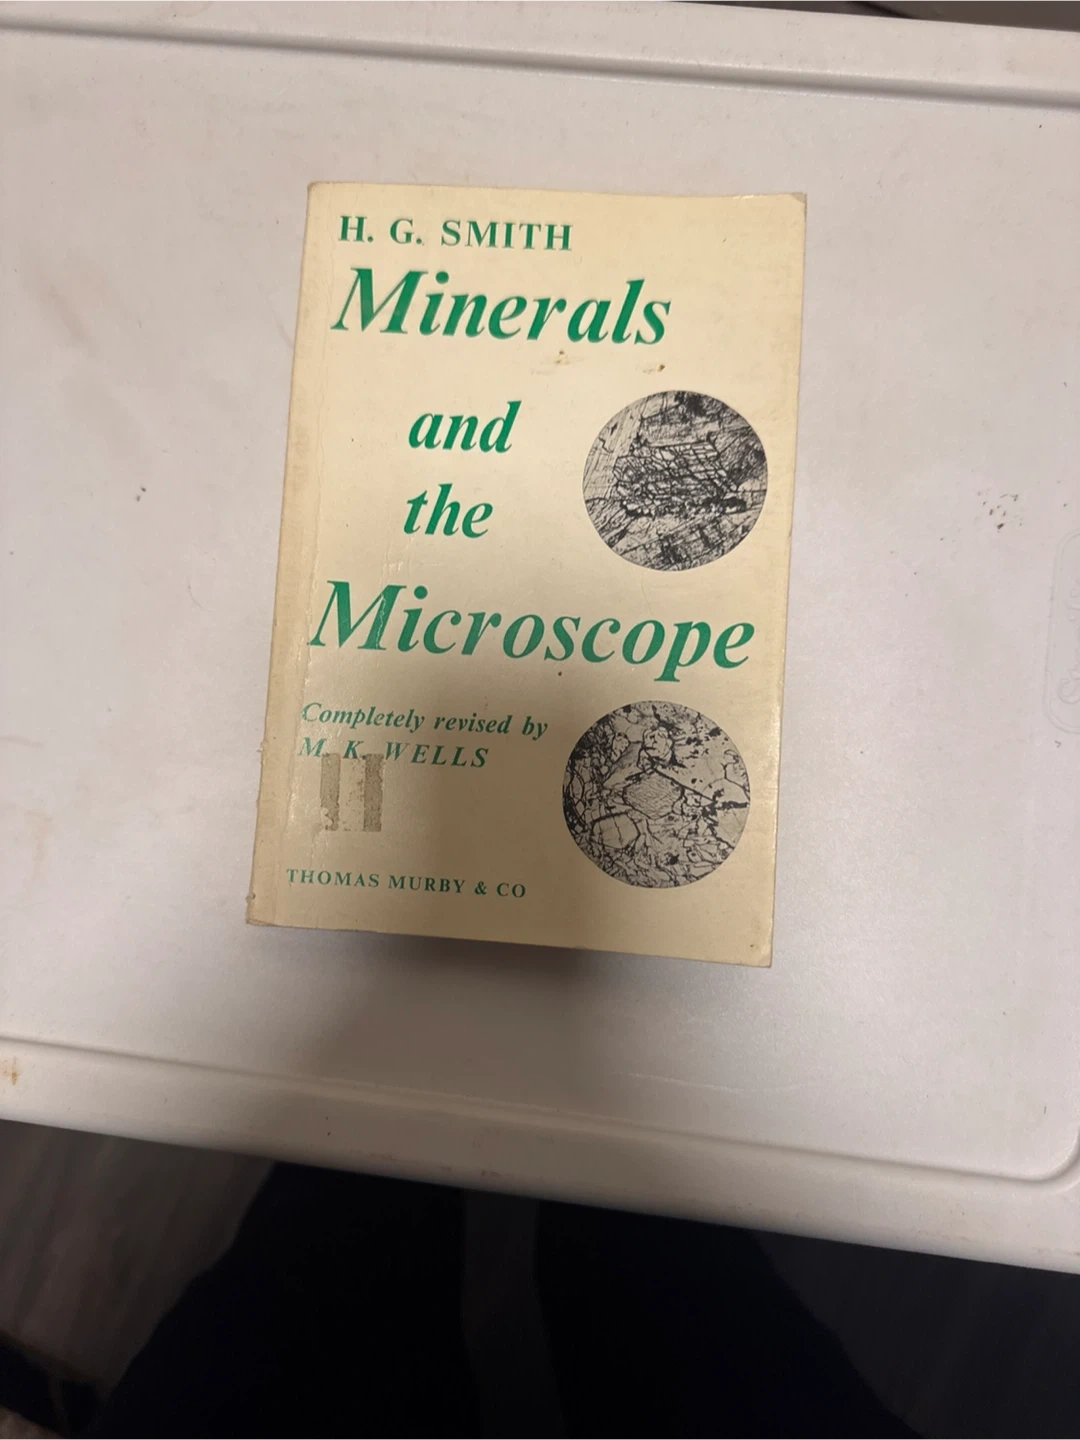 H. G. SMITH
Minerals
and
the
Microscope
Completely revised by
M. K. WELLS
THOMAS MURBY & CO